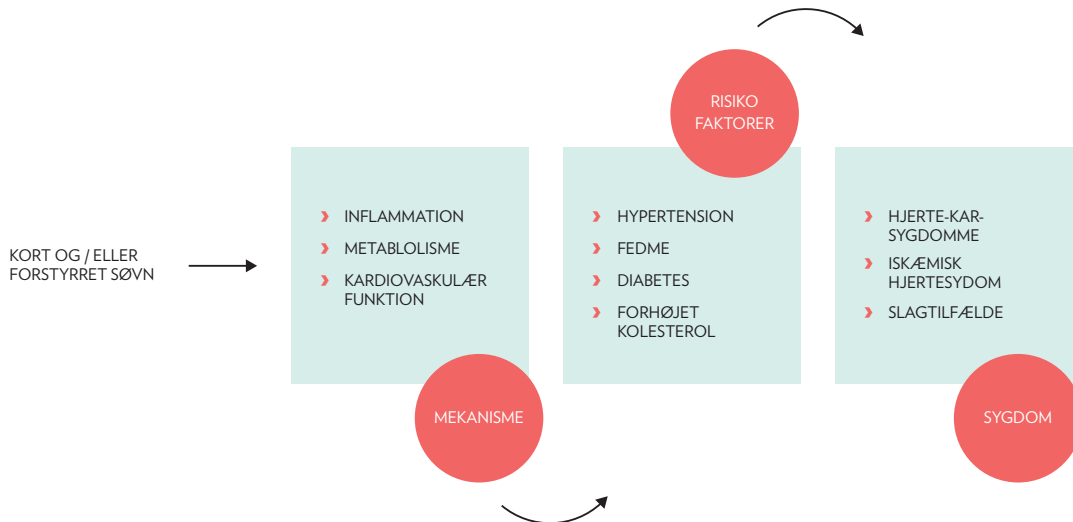 KORT OG / ELLER
FORSTYRRET SØVN
INFLAMMATION
METABLOLISME
KARDIOVASKULÆR
FUNKTION
MEKANISME
RISIKO
FAKTORER
HYPERTENSION
FEDME
DIABETES
FORHØJET
KOLESTEROL
HJERTE-KAR-
SYGDOMME
ISKÆMISK
HJERTESYDOM
SLAGTILFÆLDE
SYGDOM